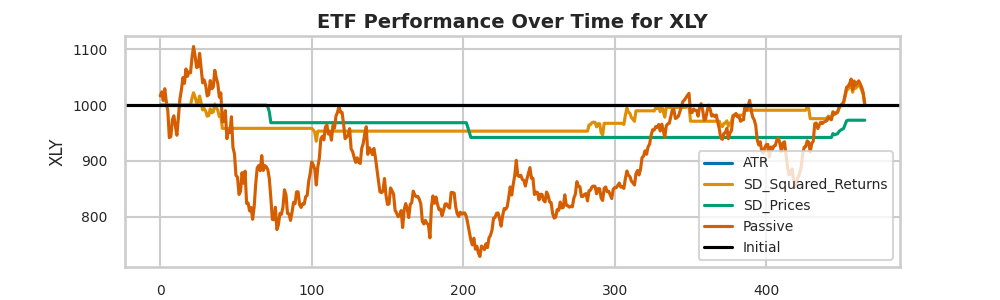 ETF Performance Over Time for XLY
XLY
1100
1000
900
800
0
100
200
300
400
ATR
SD_Squared_Returns
SD_Prices
Passive
Initial